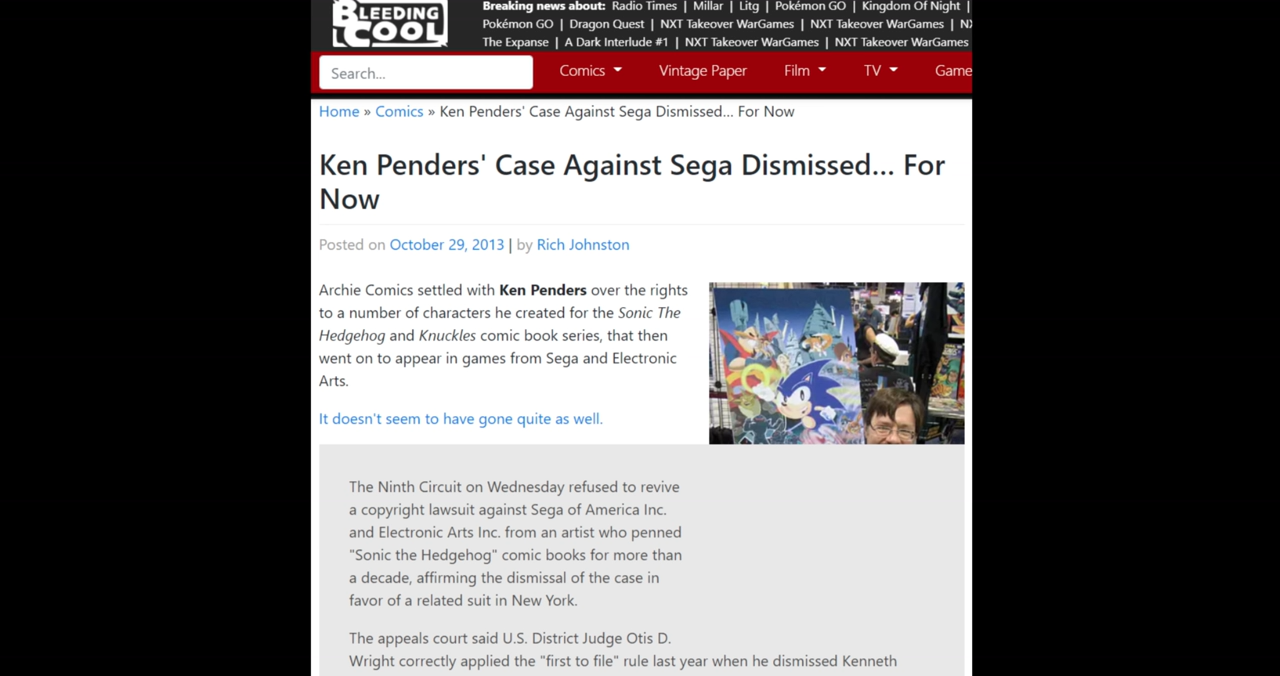 BLEEDING
COOL
Breaking news about: Radio Times | Millar | Litg | Pokémon GO | Kingdom Of Night |
Pokémon GO | Dragon Quest | NXT Takeover WarGames | NXT Takeover WarGames |
The Expanse | A Dark Interlude #1 | NXT Takeover WarGames | NXT Takeover WarGames
Search...
Comics Vintage Paper Film TV Game
Home » Comics » Ken Penders' Case Against Sega Dismissed... For Now
Ken Penders' Case Against Sega Dismissed... For
Now
Posted on October 29, 2013 | by Rich Johnston
Archie Comics settled with Ken Penders over the rights
to a number of characters he created for the Sonic The
Hedgehog and Knuckles comic book series, that then
went on to appear in games from Sega and Electronic
Arts.
It doesn't seem to have gone quite as well.
The Ninth Circuit on Wednesday refused to revive
a copyright lawsuit against Sega of America Inc.
and Electronic Arts Inc. from an artist who penned
"Sonic the Hedgehog" comic books for more than
a decade, affirming the dismissal of the case in
favor of a related suit in New York.
The appeals court said U.S. District Judge Otis D.
Wright correctly applied the "first to file" rule last year when he dismissed Kenneth